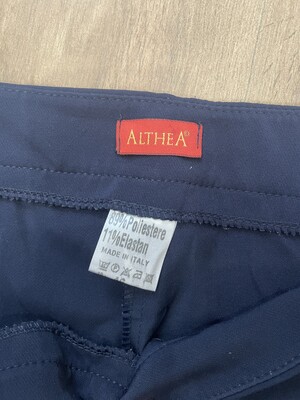 ALTHEA©
89%Poliestere
11%Elastan
MADE IN ITALY